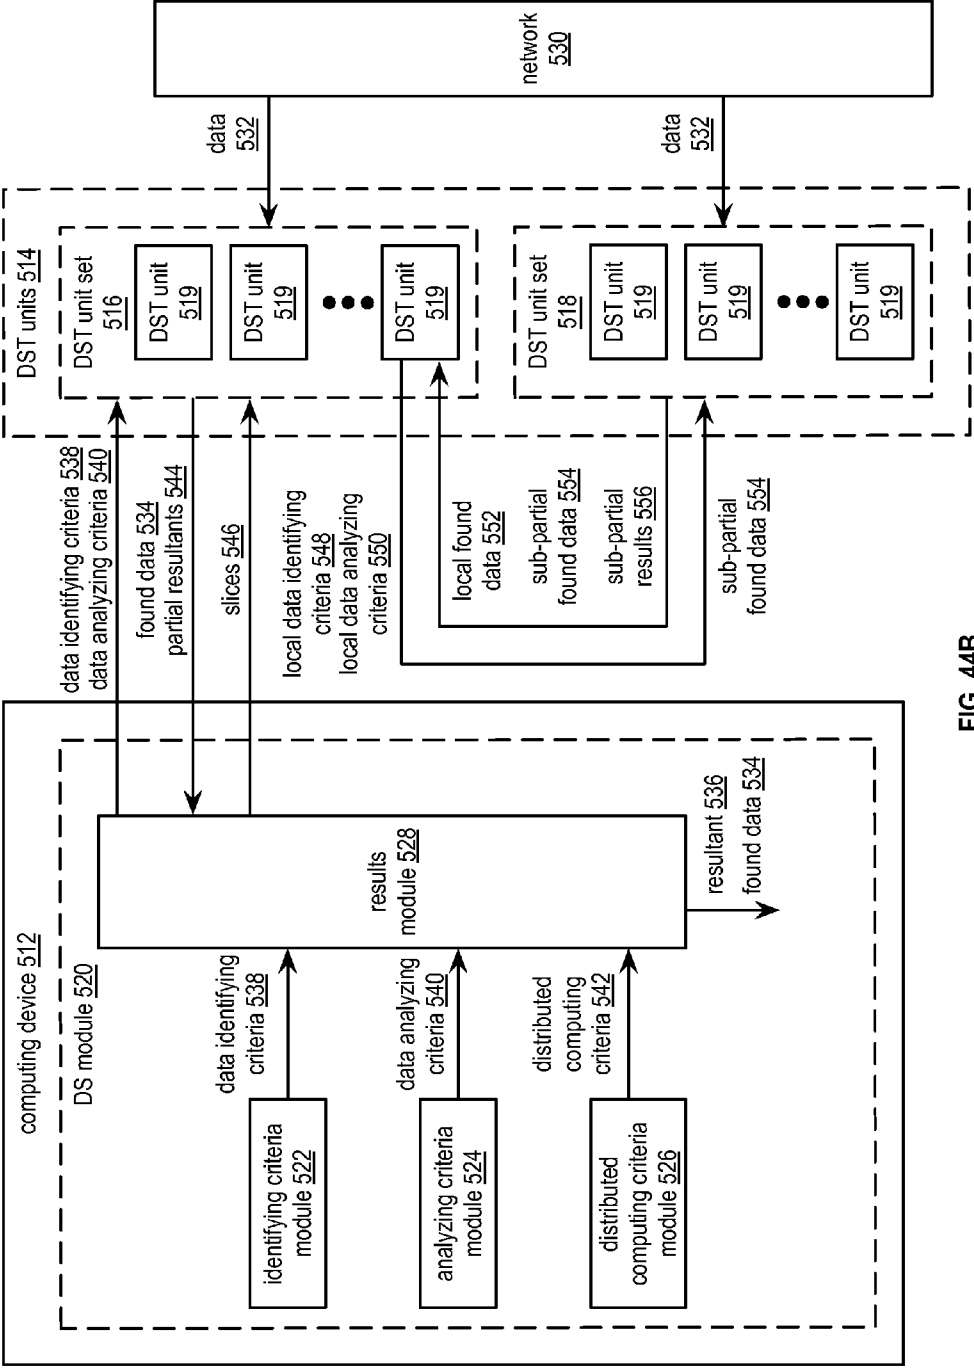 computing device 512
DS module 520
identifying criteria
module 522
data identifying
criteria 538
analyzing criteria
module 524
data analyzing
criteria 540
distributed
computing criteria
module 526
distributed
computing
criteria 542
results
module 528
resultant 536
found data 534
data identifying criteria 538
data analyzing criteria 540
found data 534
partial resultants 544
slices 546
local data identifying
criteria 548
local data analyzing
criteria 550
local found
data 552
sub-partial
found data 554
sub-partial
results 556
sub-partial
found data 554
DST units 514
DST unit set
516
DST unit
519
DST unit
519
DST unit
519
DST unit set
518
DST unit
519
DST unit
519
DST unit
519
data
532
data
532
network
530
FIG. 44B